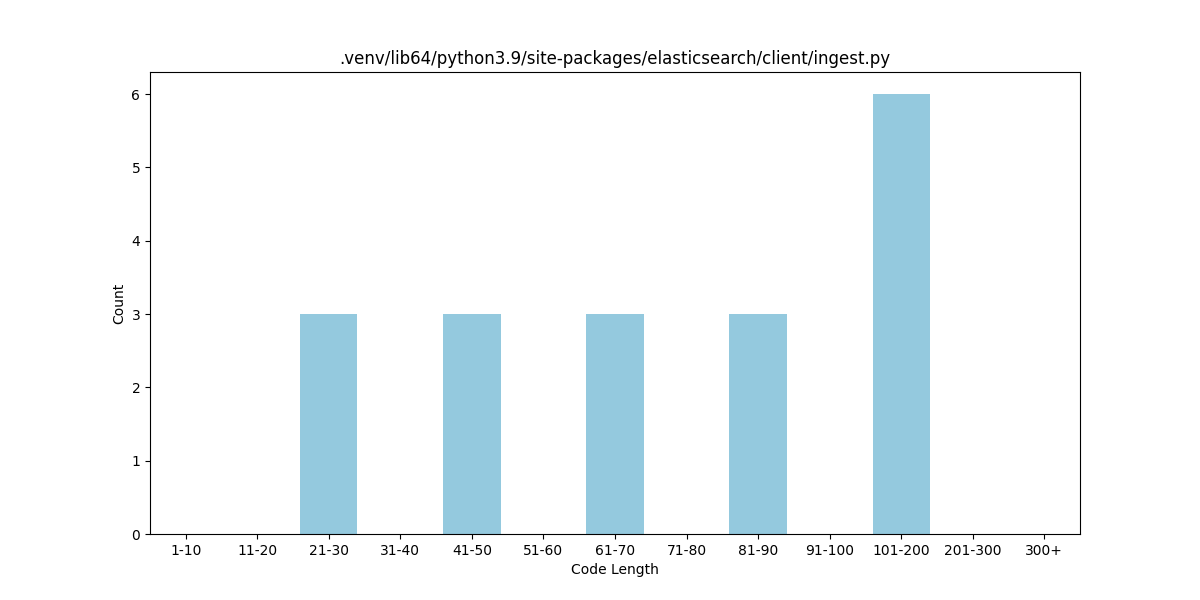 .venv/lib64/python3.9/site-packages/elasticsearch/client/ingest.py
6
5
4
3
2
1
0
Count
1-10 11-20 21-30 31-40 41-50 51-60 61-70 71-80 81-90 91-100 101-200 201-300 300+
Code Length